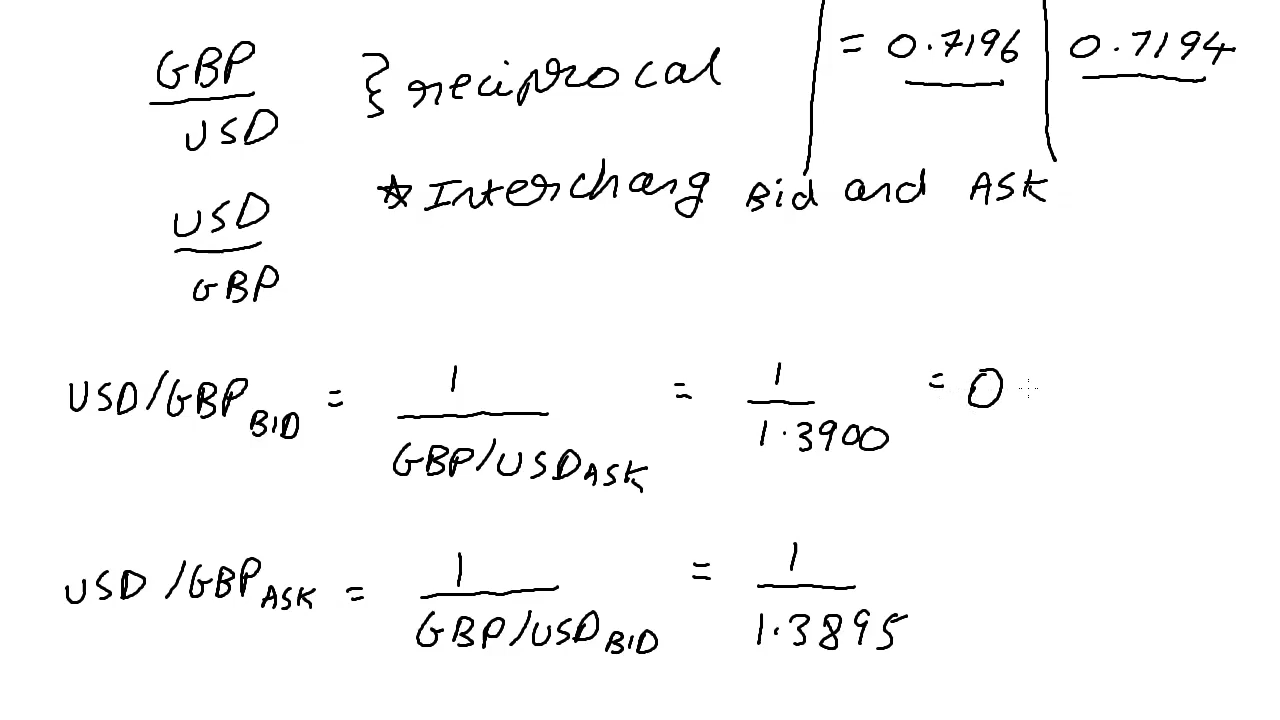 GBP
USD
} reciprocal
= 0.7196 | 0.7194
☆ Interchang Bid and ASK
USD
GBP
USD/GBP BID = 1 / GBP/USD ASK = 1 / 1.3900 = 0
USD/GBP ASK = 1 / GBP/USD BID = 1 / 1.3895